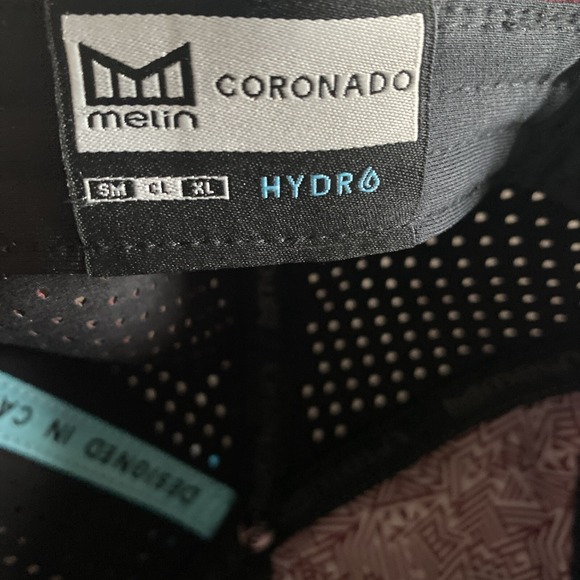 melin
CORONADO
SM CL XL
HYDRO
DESIGNED IN CA